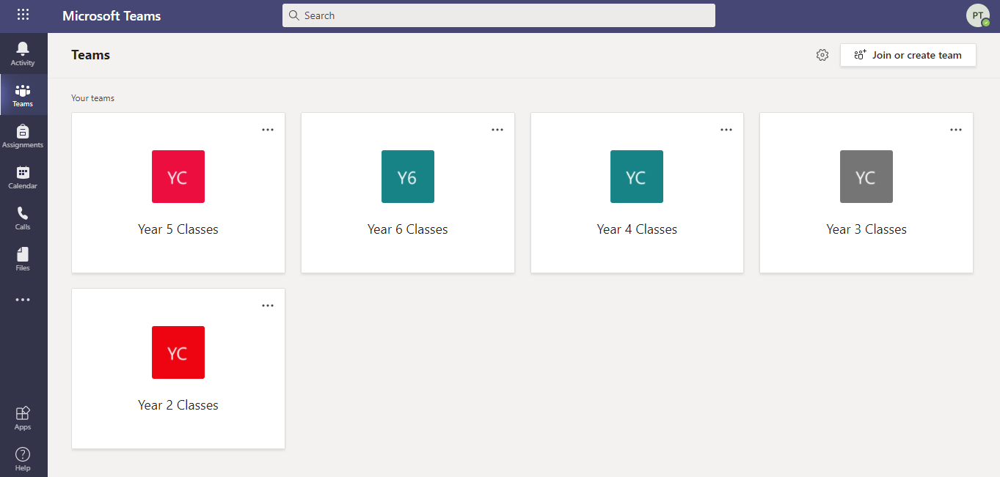 Microsoft Teams
Search
PT
Activity
Teams
Assignments
Calendar
Calls
Files
Apps
Help
Teams
Join or create team
Your teams
YC
Year 5 Classes
Y6
Year 6 Classes
YC
Year 4 Classes
YC
Year 3 Classes
YC
Year 2 Classes